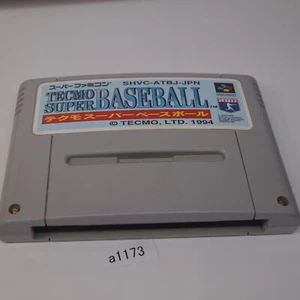 スーパーファミコン SHVC-ATBJ-JPN
TECMO
SUPER BASEBALL™
テクモスーパーベースボール
© TECMO, LTD. 1994
a1173